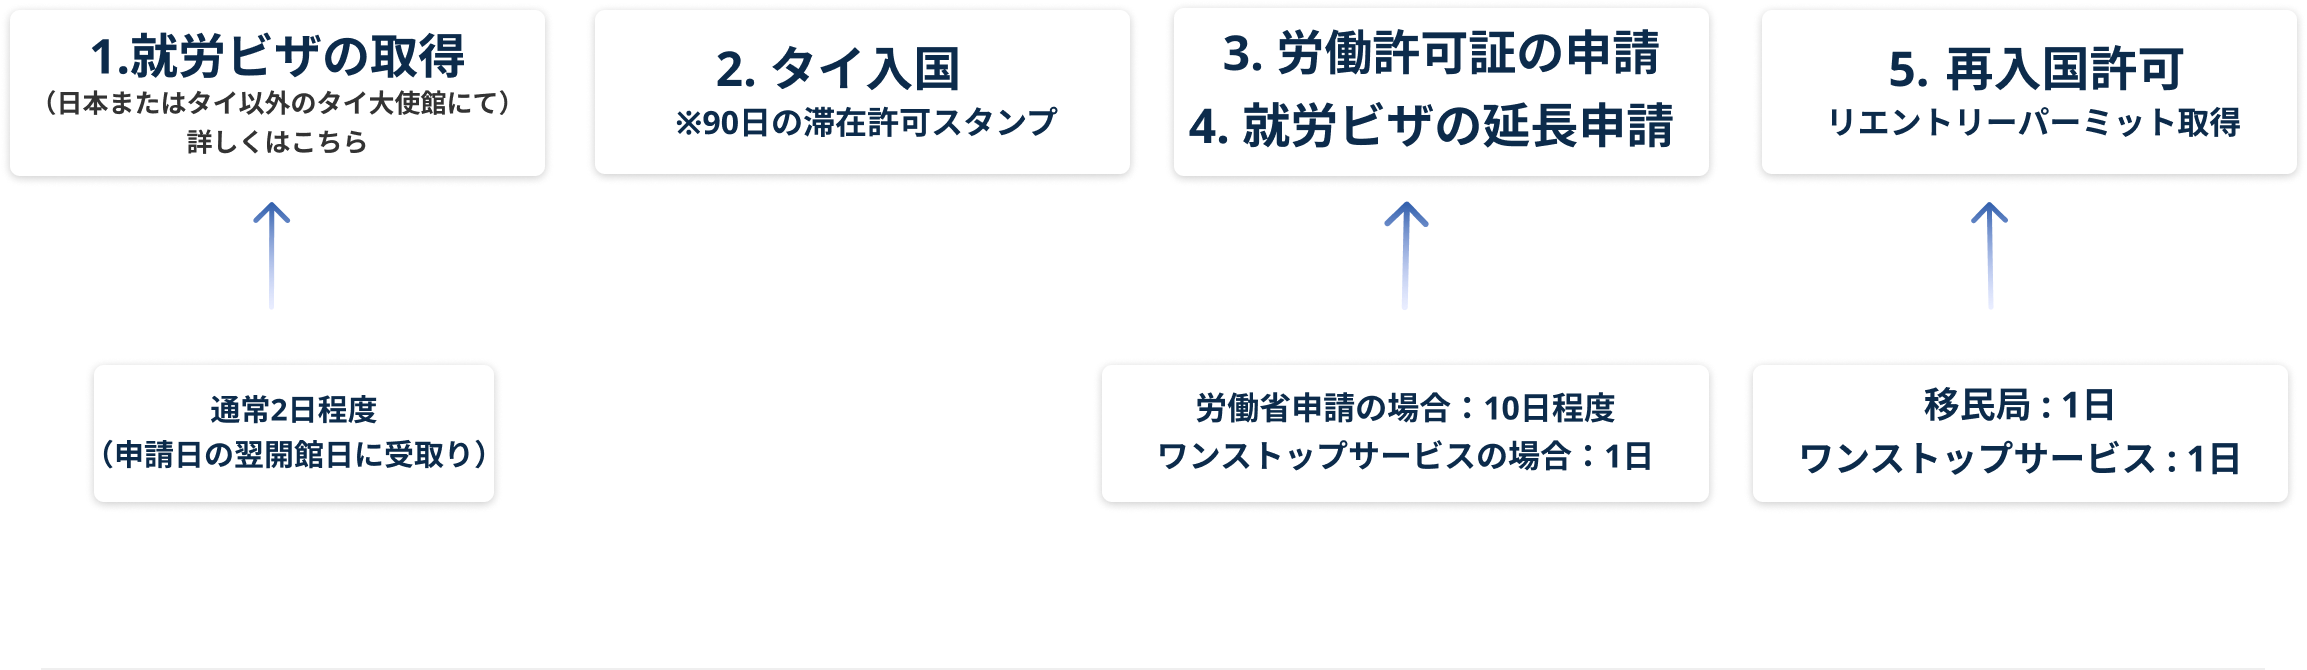 1.就労ビザの取得
（日本またはタイ以外のタイ大使館にて）
詳しくはこちら
2. タイ入国
※90日の滞在許可スタンプ
3. 労働許可証の申請
4. 就労ビザの延長申請
5. 再入国許可
リエントリーパーミット取得
通常2日程度
（申請日の翌開館日に受取り）
労働省申請の場合：10日程度
ワンストップサービスの場合：1日
移民局 : 1日
ワンストップサービス : 1日